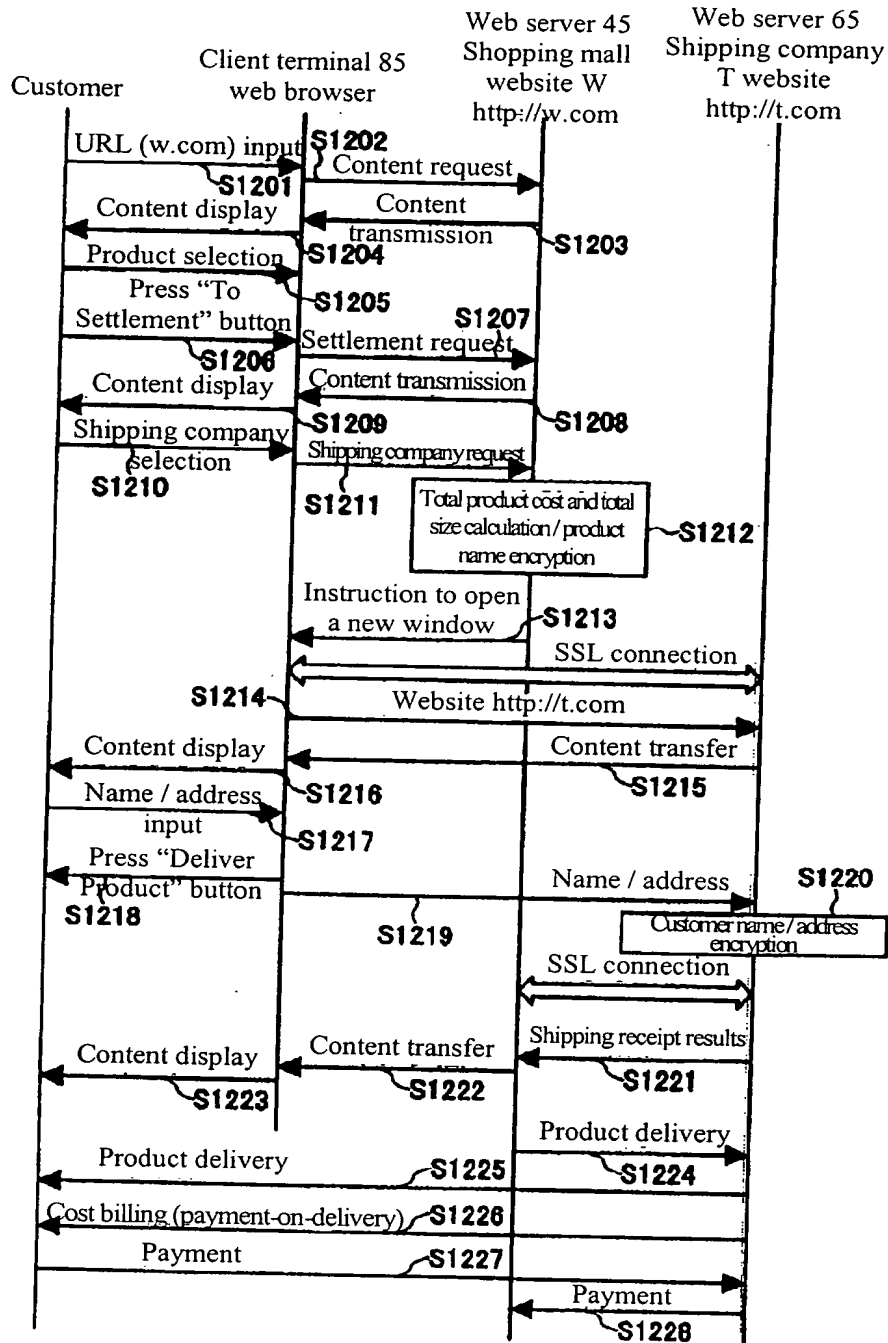 Customer
Client terminal 85
web browser
Web server 45
Shopping mall
website W
http://w.com
Web server 65
Shipping company
T website
http://t.com
URL (w.com) input
S1201
S1202
Content request
Content
transmission
S1203
Content display
S1204
Product selection
S1205
Press “To
Settlement” button
S1206
S1207
Settlement request
Content transmission
S1208
Content display
S1209
Shipping company
selection
S1210
Shipping company request
S1211
Total product cost and total
size calculation / product
name encryption
S1212
Instruction to open
a new window
S1213
SSL connection
S1214
Website http://t.com
Content transfer
S1215
Content display
S1216
Name / address
input
S1217
Press “Deliver
Product” button
S1218
Name / address
S1219
S1220
Customer name / address
encryption
SSL connection
Shipping receipt results
S1221
Content transfer
S1222
Content display
S1223
Product delivery
S1224
Product delivery
S1225
Cost billing (payment-on-delivery)
S1226
Payment
S1227
Payment
S1228